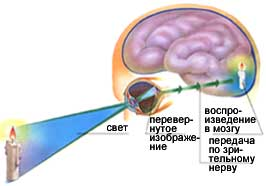 свет
перевер-
нутое
изображе-
ние
воспро-
изведение
в мозгу
передача
по зри-
тельному
нерву